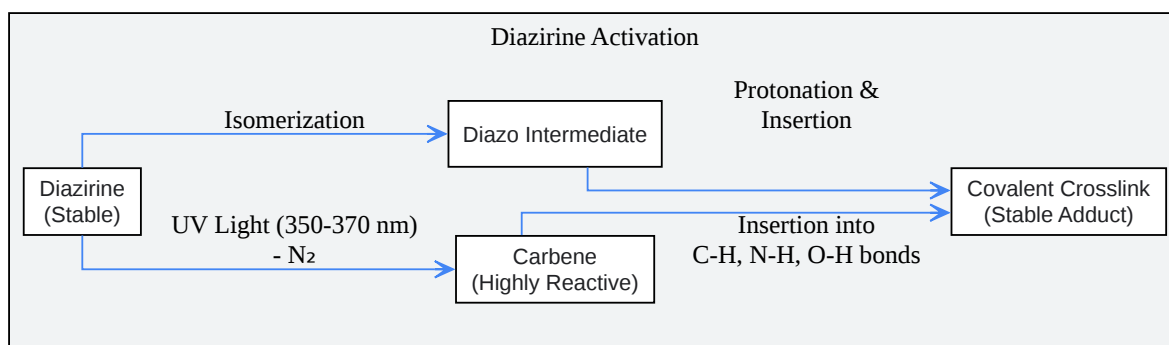 Diazirine Activation
Protonation &
Insertion
Isomerization
Diazo Intermediate
Diazirine
(Stable)
Covalent Crosslink
(Stable Adduct)
UV Light (350-370 nm)
- N₂
Carbene
(Highly Reactive)
Insertion into
C-H, N-H, O-H bonds